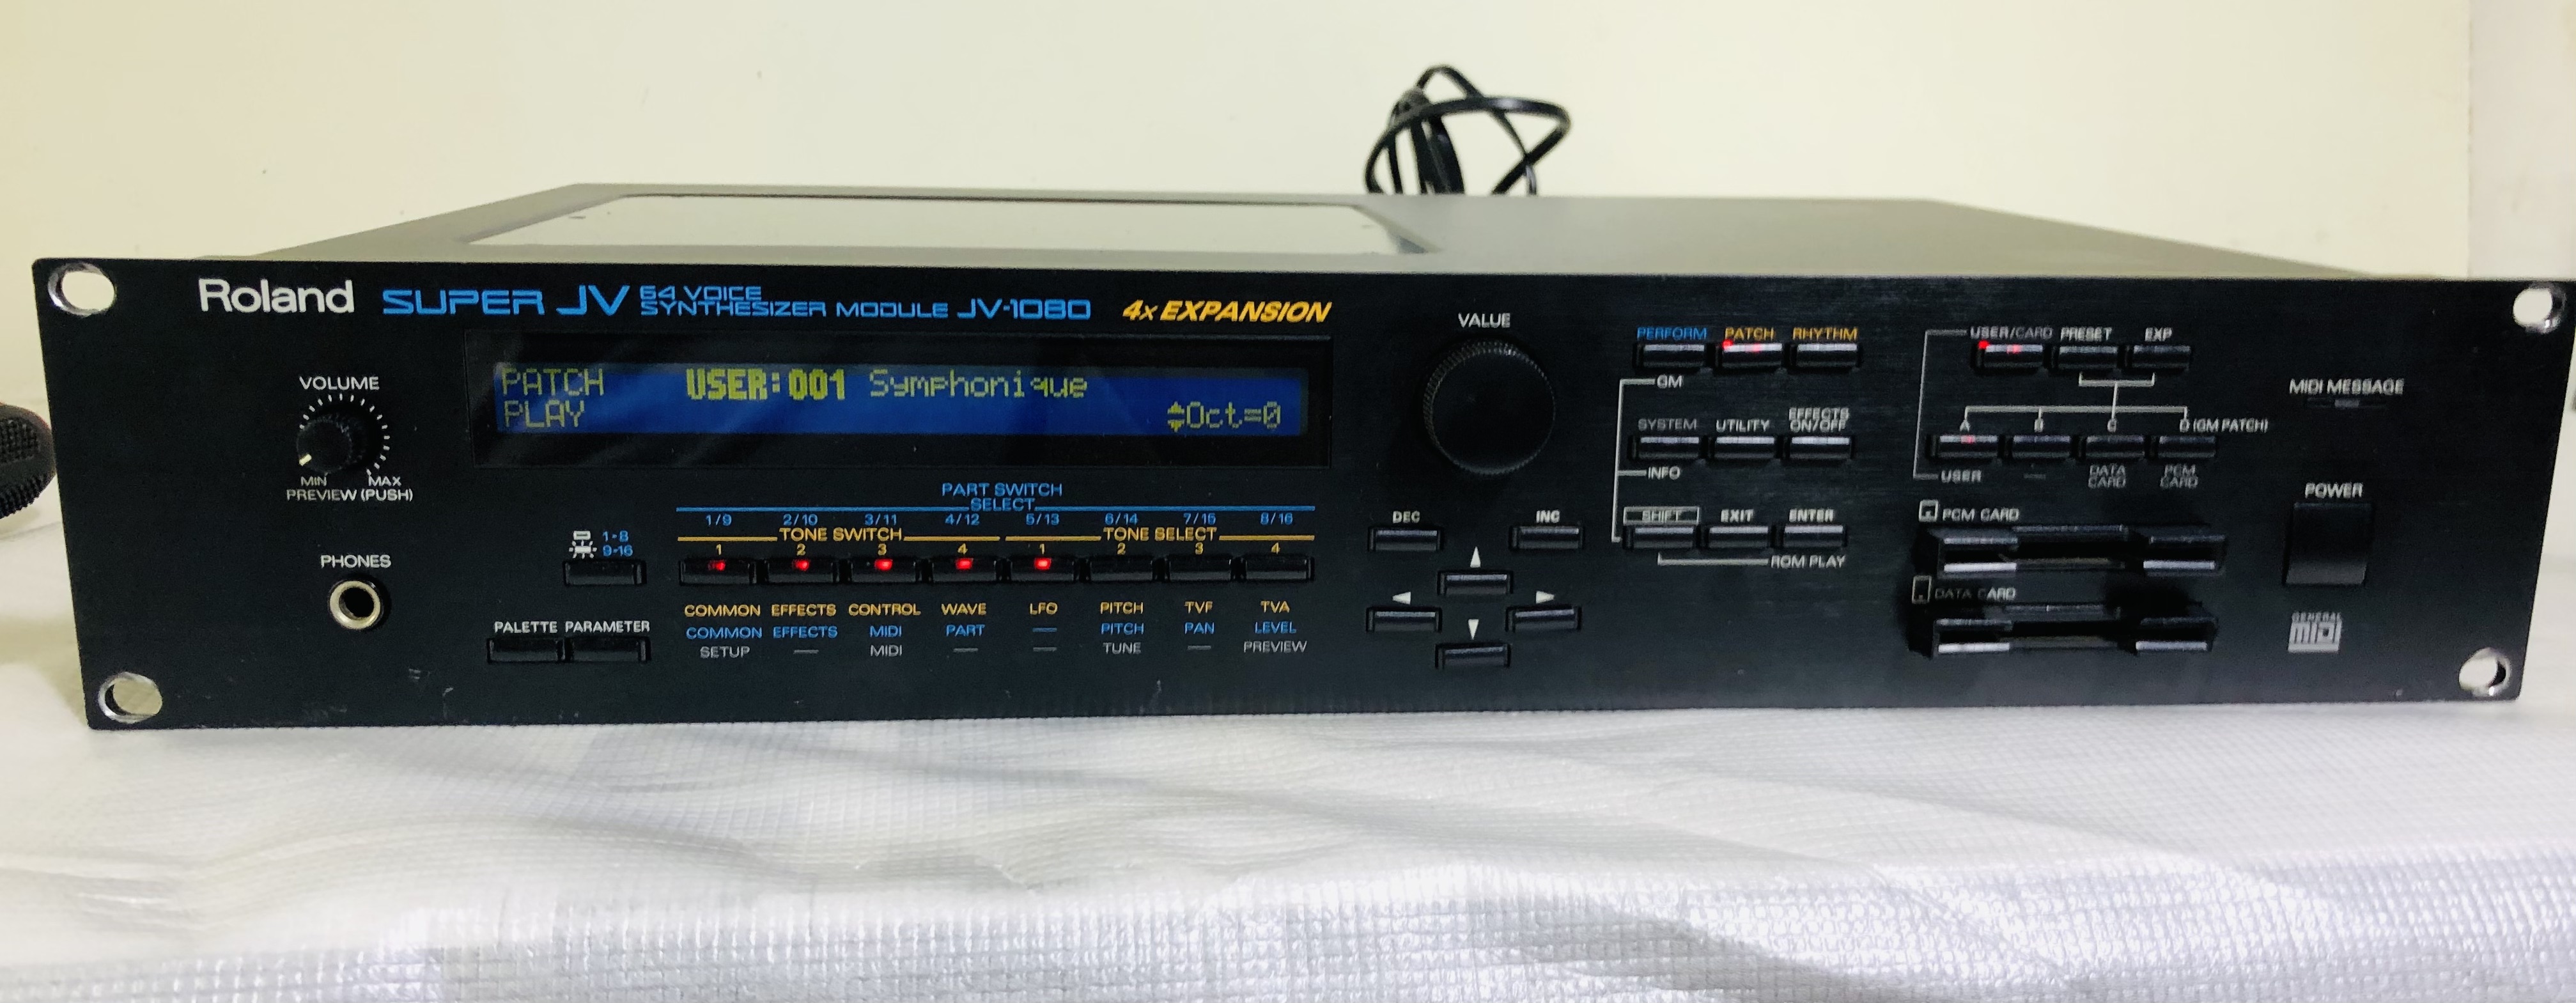 Roland SUPER JV 64 VOICE
SYNTHESIZER MODULE JV-1080 4x EXPANSION
VOLUME
MIN MAX
PREVIEW (PUSH)
PHONES
PATCH USER:001 Symphonique
PLAY Oct=0
PART SWITCH
SELECT
1/9 2/10 3/11 4/12 5/13 6/14 7/15 8/16
TONE SWITCH TONE SELECT
1 2 3 4 1 2 3 4
1-8
9-16
PALETTE PARAMETER
COMMON EFFECTS CONTROL WAVE LFO PITCH TVF TVA
COMMON EFFECTS MIDI PART — PITCH PAN LEVEL
SETUP — MIDI — — TUNE — PREVIEW
VALUE
DEC INC
PERFORM PATCH RHYTHM
GM
SYSTEM UTILITY EFFECTS
ON/OFF
INFO
SHIFT EXIT ENTER
ROM PLAY
USER/CARD PRESET EXP
A B C D (GM PATCH)
USER — DATA CARD PCM CARD
PCM CARD
DATA CARD
MIDI MESSAGE
POWER
GENERAL
MIDI